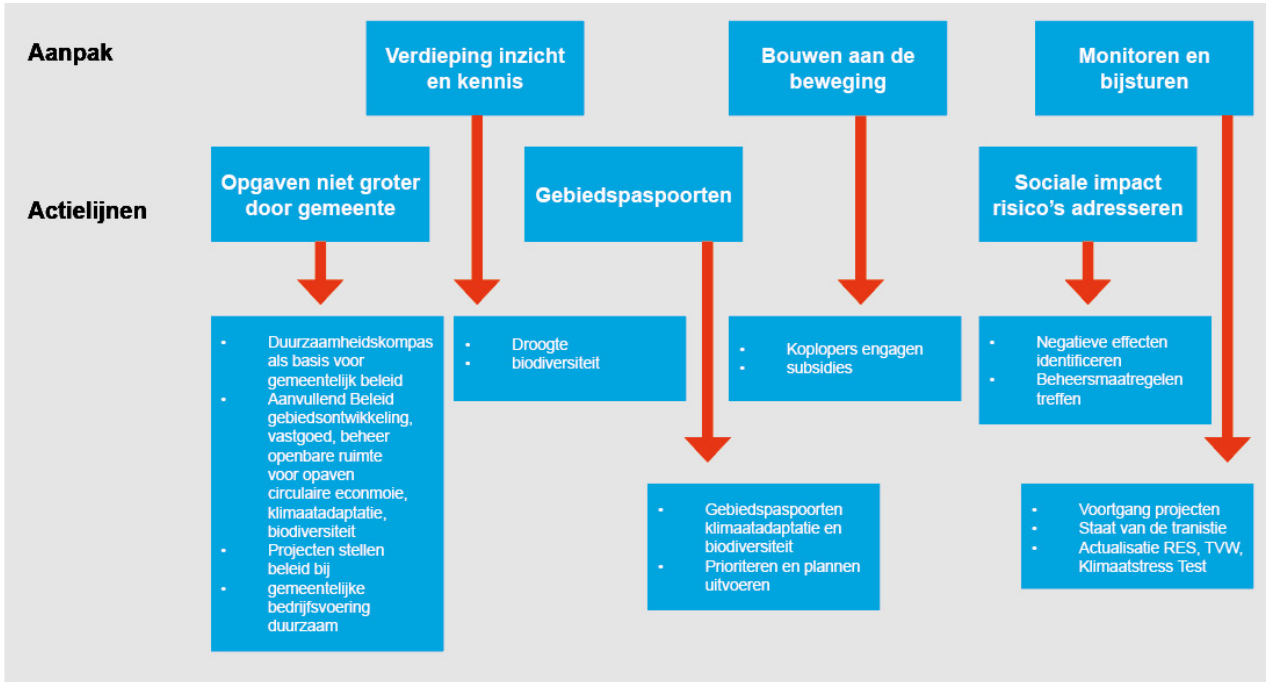 Aanpak
Verdieping inzicht
en kennis
Bouwen aan de
beweging
Monitoren en
bijsturen
Actielijnen
Opgaven niet groter
door gemeente
Gebiedspaspoorten
Sociale impact
risico's adresseren
• Duurzaamheidskompas
als basis voor
gemeentelijk beleid
• Aanvullend Beleid
gebiedsontwikkeling,
vastgoed, beheer
openbare ruimte
voor opaven
circulaire econmoie,
klimaatadaptatie,
biodiversiteit
• Projecten stellen
beleid bij
• gemeentelijke
bedrijfsvoering
duurzaam
• Droogte
• biodiversiteit
• Koplopers engagen
• subsidies
• Negatieve effecten
identificeren
• Beheersmaatregelen
treffen
• Gebiedspaspoorten
klimaatadaptatie en
biodiversiteit
• Prioriteren en plannen
uitvoeren
• Voortgang projecten
• Staat van de tranistie
• Actualisatie RES, TVW,
Klimaatstress Test